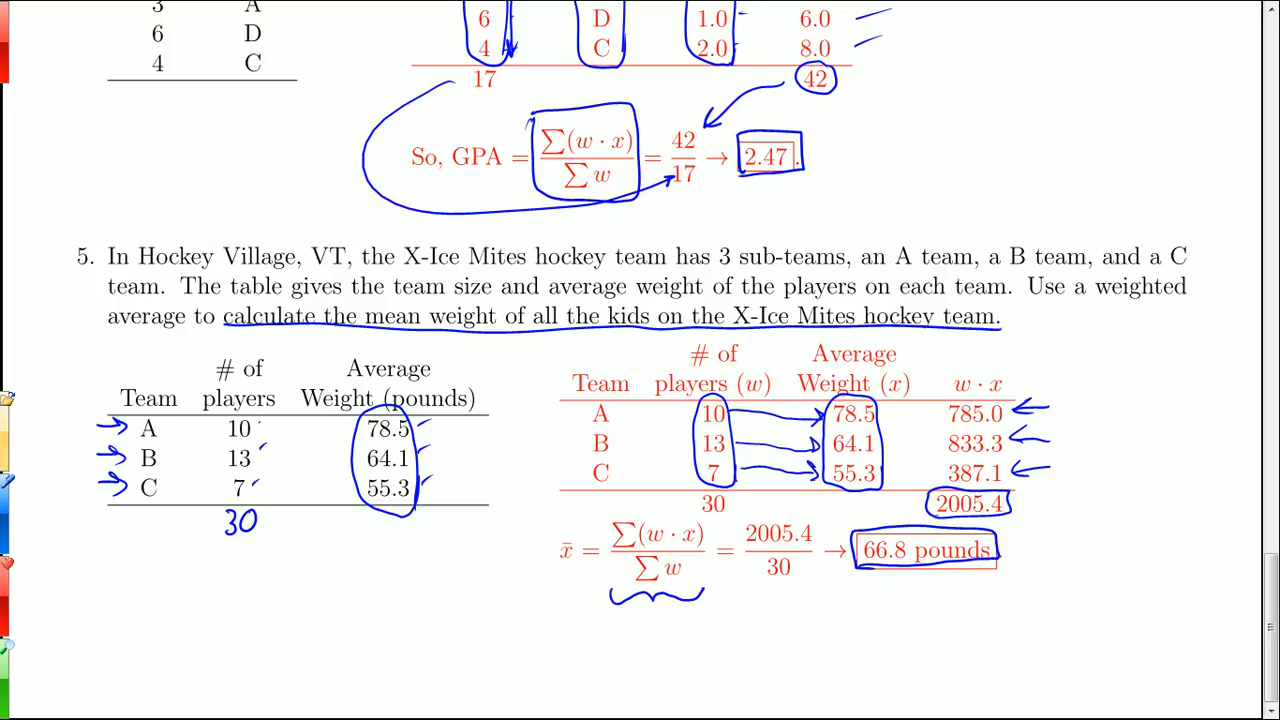 3 A
6 D
4 C
6 D 1.0 6.0
4 C 2.0 8.0
17 42
So, GPA = ∑(w · x) / ∑ w = 42 / 17 → 2.47.
5. In Hockey Village, VT, the X-Ice Mites hockey team has 3 sub-teams, an A team, a B team, and a C
team. The table gives the team size and average weight of the players on each team. Use a weighted
average to calculate the mean weight of all the kids on the X-Ice Mites hockey team.
# of Average
Team players Weight (pounds)
A 10 78.5
B 13 64.1
C 7 55.3
30
# of Average
Team players (w) Weight (x) w · x
A 10 78.5 785.0
B 13 64.1 833.3
C 7 55.3 387.1
30 2005.4
x̄ = ∑(w · x) / ∑ w = 2005.4 / 30 → 66.8 pounds